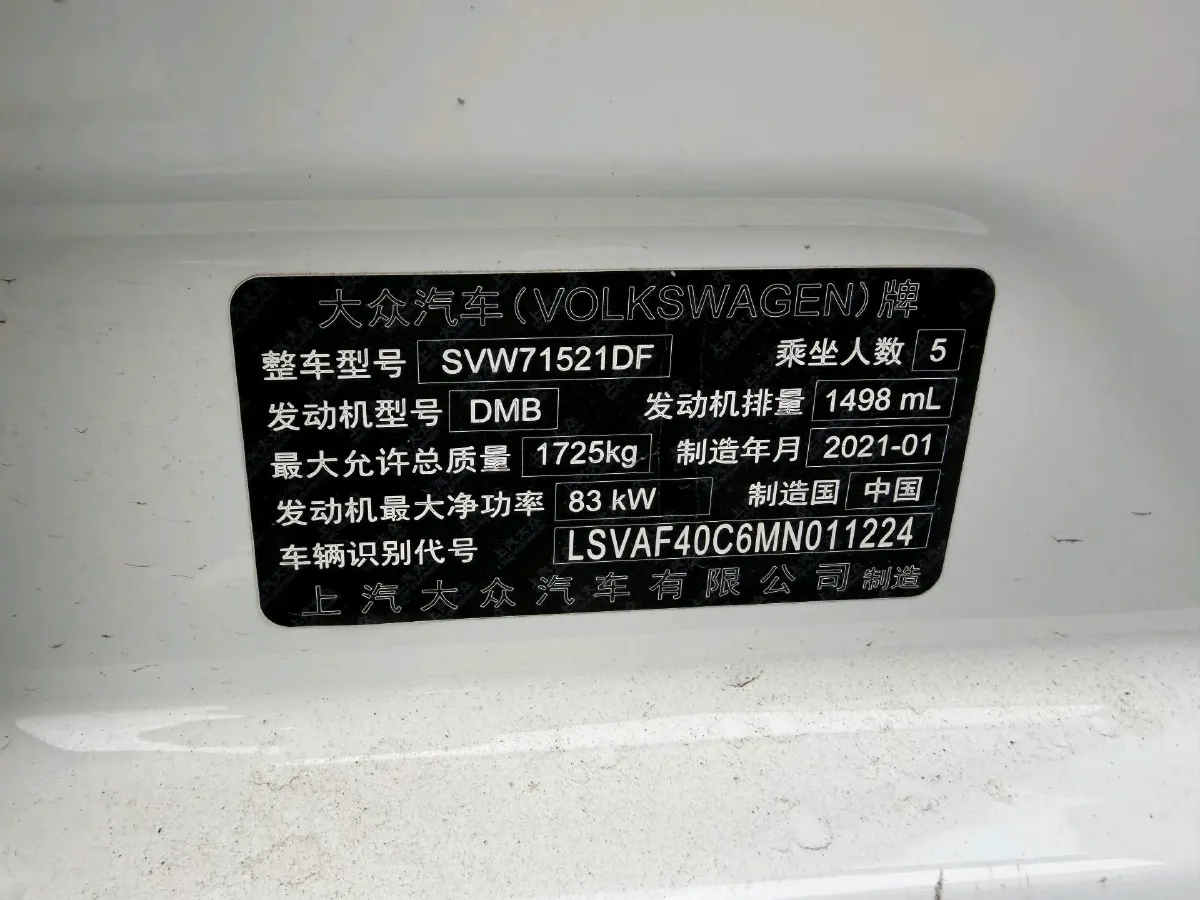 大众汽车(VOLKSWAGEN)牌
整车型号 SVW71521DF 乘坐人数 5
发动机型号 DMB 发动机排量 1498 mL
最大允许总质量 1725kg 制造年月 2021-01
发动机最大净功率 83 kW 制造国 中国
车辆识别代号 LSVAF40C6MN011224
上汽大众汽车有限公司 制造